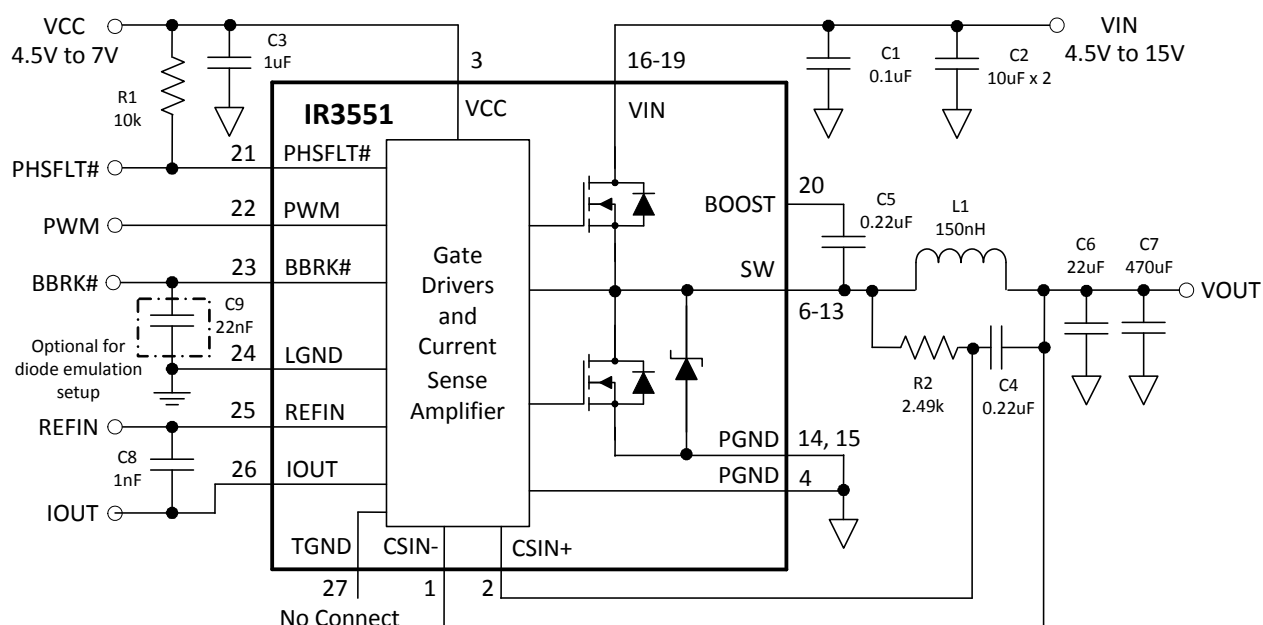 VCC
4.5V to 7V
C3
1uF
3
16-19
C1
0.1uF
C2
10uF x 2
VIN
4.5V to 15V
R1
10k
IR3551
VCC
VIN
PHSFLT#
21
PHSFLT#
PWM
22
PWM
BBRK#
23
BBRK#
C9
22nF
Optional for
diode emulation
setup
24
LGND
REFIN
25
REFIN
C8
1nF
26
IOUT
IOUT
Gate
Drivers
and
Current
Sense
Amplifier
BOOST
20
C5
0.22uF
L1
150nH
SW
6-13
C6
22uF
C7
470uF
VOUT
R2
2.49k
C4
0.22uF
PGND
14, 15
PGND
4
TGND
CSIN-
CSIN+
27
1
2
No Connect